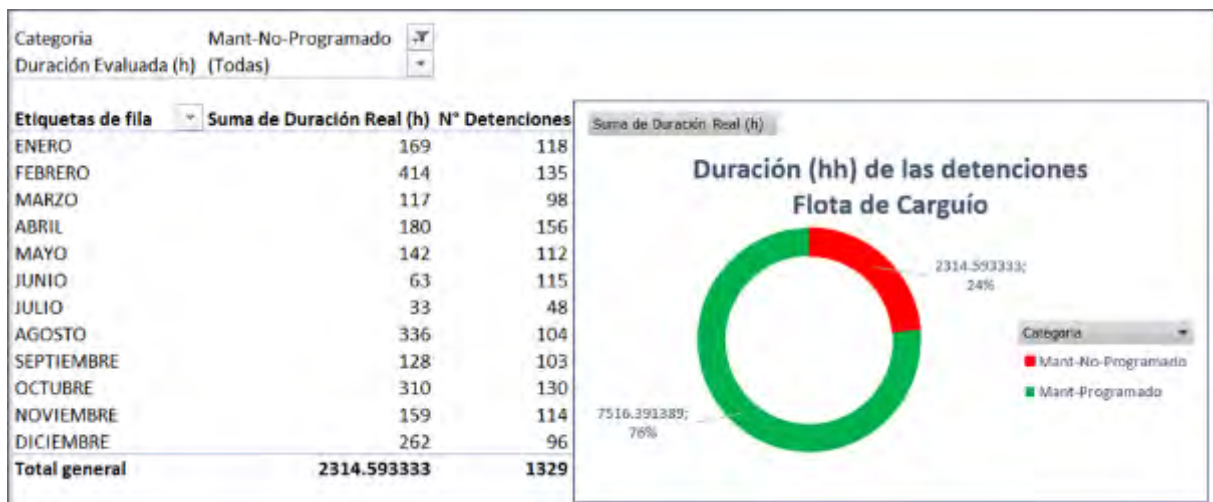 Categoria Mant-No-Programado
Duración Evaluada (h) (Todas)
Etiquetas de fila Suma de Duración Real (h) N° Detenciones
ENERO 169 118
FEBRERO 414 135
MARZO 117 98
ABRIL 180 156
MAYO 142 112
JUNIO 63 115
JULIO 33 48
AGOSTO 336 104
SEPTIEMBRE 128 103
OCTUBRE 310 130
NOVIEMBRE 159 114
DICIEMBRE 262 96
Total general 2314.593333 1329
Suma de Duración Real (h)
Duración (hh) de las detenciones
Flota de Carguío
2314.593333;
24%
Categoria
Mant-No-Programado
Mant-Programado
7516.391389;
76%